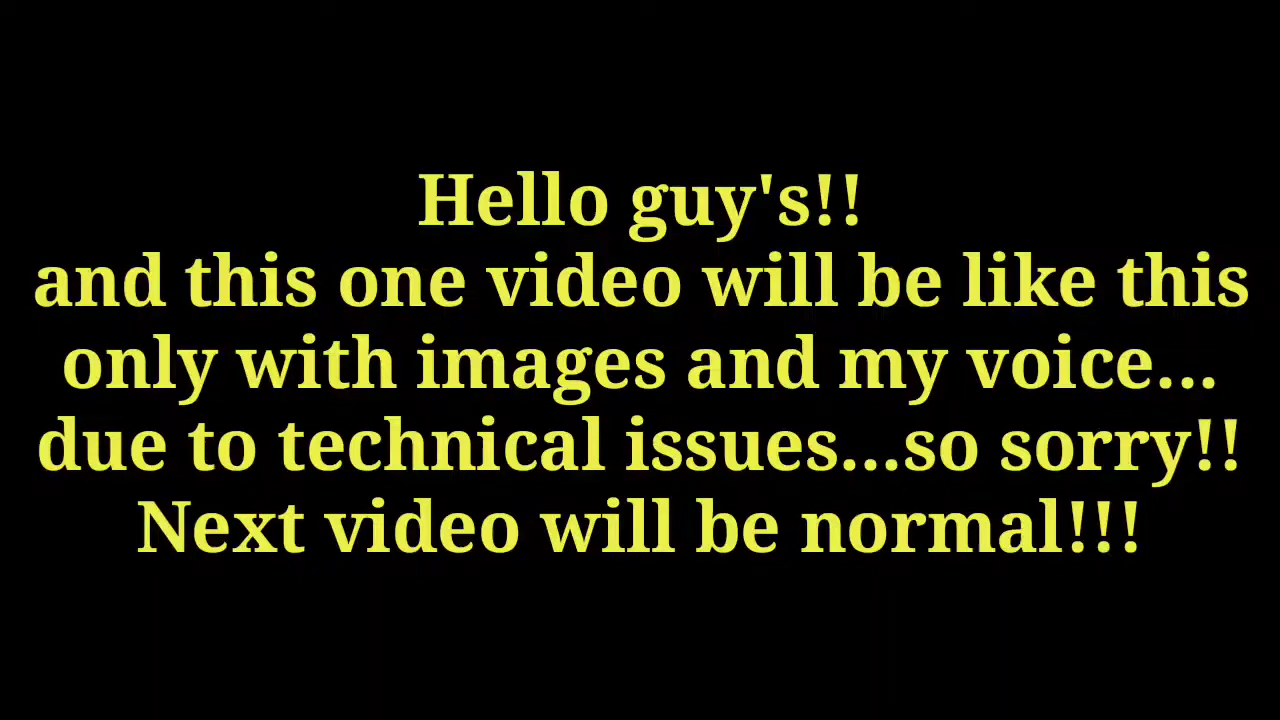 Hello guy's!!
and this one video will be like this
only with images and my voice...
due to technical issues...so sorry!!
Next video will be normal!!!